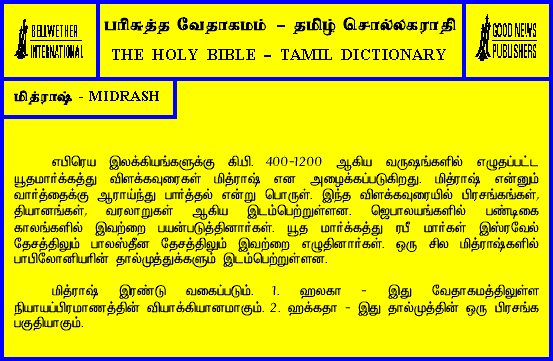 BELLWETHER
INTERNATIONAL
பரிசுத்த வேதாகமம் – தமிழ் சொல்லகராதி
THE HOLY BIBLE – TAMIL DICTIONARY
GOOD NEWS
PUBLISHERS
மித்ராஷ் - MIDRASH
எபிரெய இலக்கியங்களுக்கு கி.பி. 400-1200 ஆகிய வருஷங்களில் எழுதப்பட்ட
யூதமார்க்கத்து விளக்கவுரைகள் மித்ராஷ் என அழைக்கப்படுகிறது. மித்ராஷ் என்னும்
வார்த்தைக்கு ஆராய்ந்து பார்த்தல் என்று பொருள். இந்த விளக்கவுரையில் பிரசங்கங்கள்,
தியானங்கள், வரலாறுகள் ஆகிய இடம்பெற்றுள்ளன. ஜெபாலயங்களில் பண்டிகை
காலங்களில் இவற்றை பயன்படுத்தினார்கள். யூத மார்க்கத்து ரபீ மார்கள் இஸ்ரவேல்
தேசத்திலும் பாலஸ்தீன தேசத்திலும் இவற்றை எழுதினார்கள். ஒரு சில மித்ராஷ்களில்
பாபிலோனியரின் தால்முத்துக்களும் இடம்பெற்றுள்ளன.
மித்ராஷ் இரண்டு வகைப்படும். 1. ஹலகா - இது வேதாகமத்திலுள்ள
நியாயப்பிரமாணத்தின் வியாக்கியானமாகும். 2. ஹக்கதா - இது தால்முத்தின் ஒரு பிரசங்க
பகுதியாகும்.